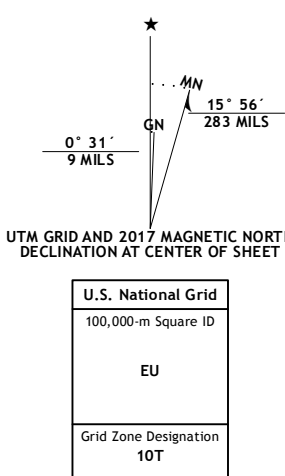 ★
MN
15° 56´
283 MILS
GN
0° 31´
9 MILS
UTM GRID AND 2017 MAGNETIC NORT
DECLINATION AT CENTER OF SHEET
U.S. National Grid
100,000-m Square ID
EU
Grid Zone Designation
10T